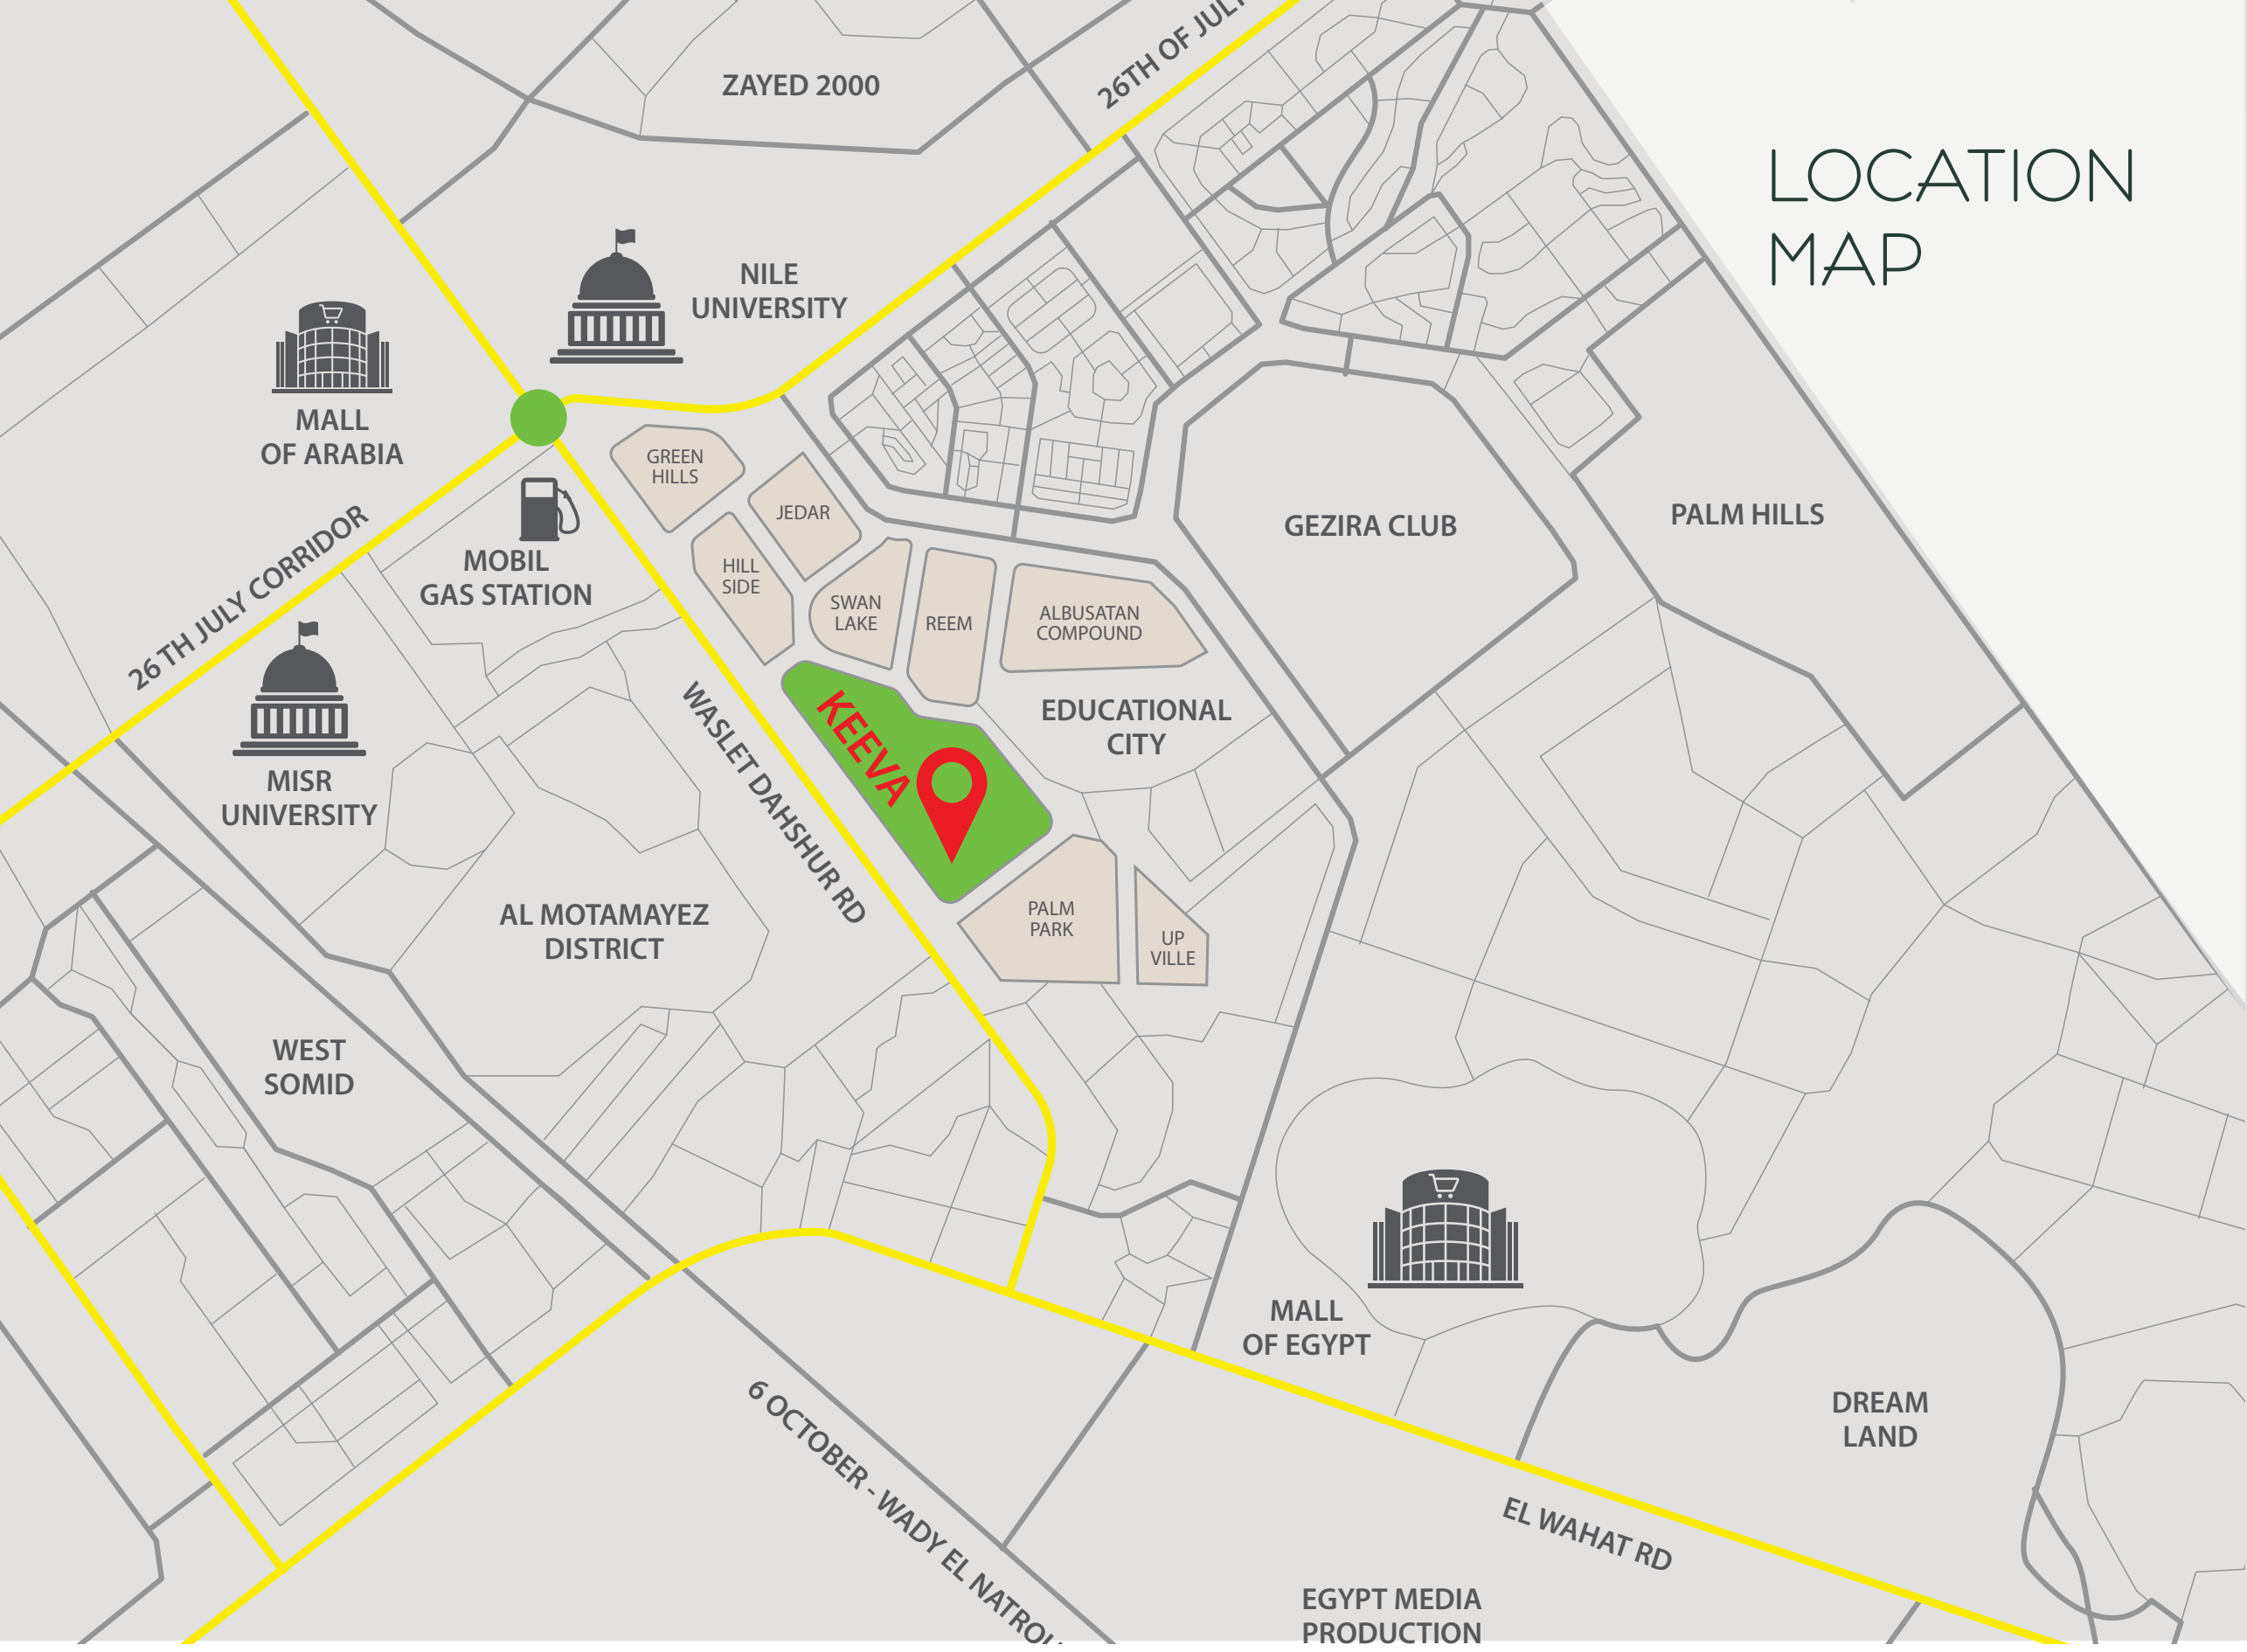 ZAYED 2000
26TH OF JULY
LOCATION
MAP
NILE
UNIVERSITY
MALL
OF ARABIA
GREEN
HILLS
JEDAR
MOBIL
GAS STATION
26 TH JULY CORRIDOR
HILL
SIDE
SWAN
LAKE
REEM
ALBUSATAN
COMPOUND
GEZIRA CLUB
PALM HILLS
MISR
UNIVERSITY
WASLET DAHSHUR RD
KEEVA
EDUCATIONAL
CITY
AL MOTAMAYEZ
DISTRICT
PALM
PARK
UP
VILLE
WEST
SOMID
MALL
OF EGYPT
DREAM
LAND
6 OCTOBER - WADY EL NATROU
EL WAHAT RD
EGYPT MEDIA
PRODUCTION